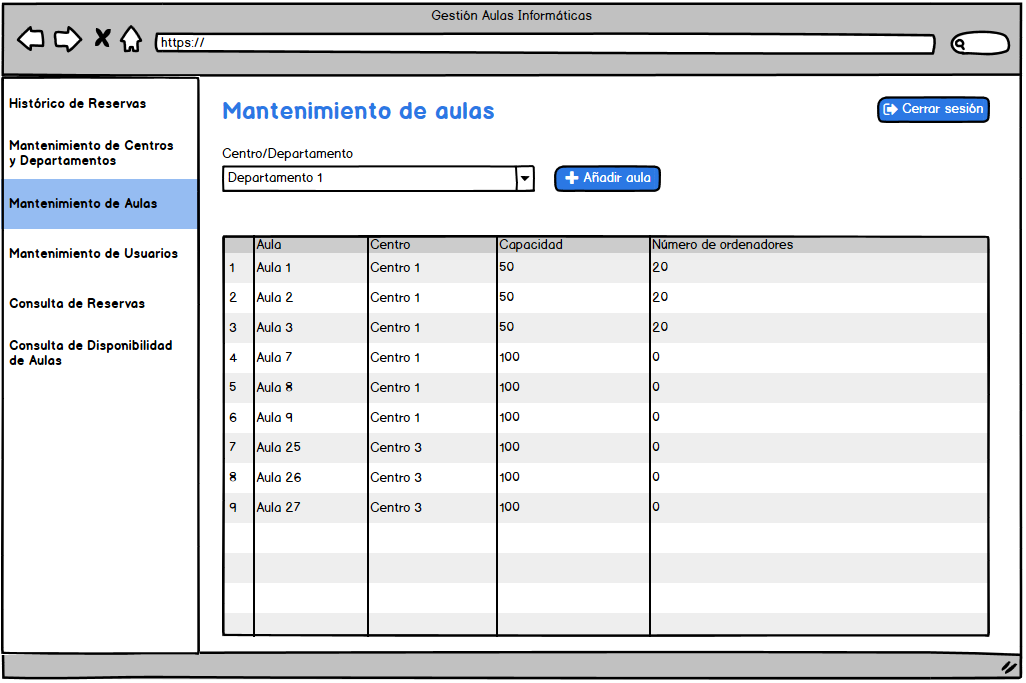 Gestión Aulas Informáticas
https://
Histórico de Reservas
Mantenimiento de Centros
y Departamentos
Mantenimiento de Aulas
Mantenimiento de Usuarios
Consulta de Reservas
Consulta de Disponibilidad
de Aulas
Mantenimiento de aulas
Cerrar sesión
Centro/Departamento
Departamento 1
Añadir aula
Aula Centro Capacidad Número de ordenadores
1 Aula 1 Centro 1 50 20
2 Aula 2 Centro 1 50 20
3 Aula 3 Centro 1 50 20
4 Aula 7 Centro 1 100 0
5 Aula 8 Centro 1 100 0
6 Aula 9 Centro 1 100 0
7 Aula 25 Centro 3 100 0
8 Aula 26 Centro 3 100 0
9 Aula 27 Centro 3 100 0